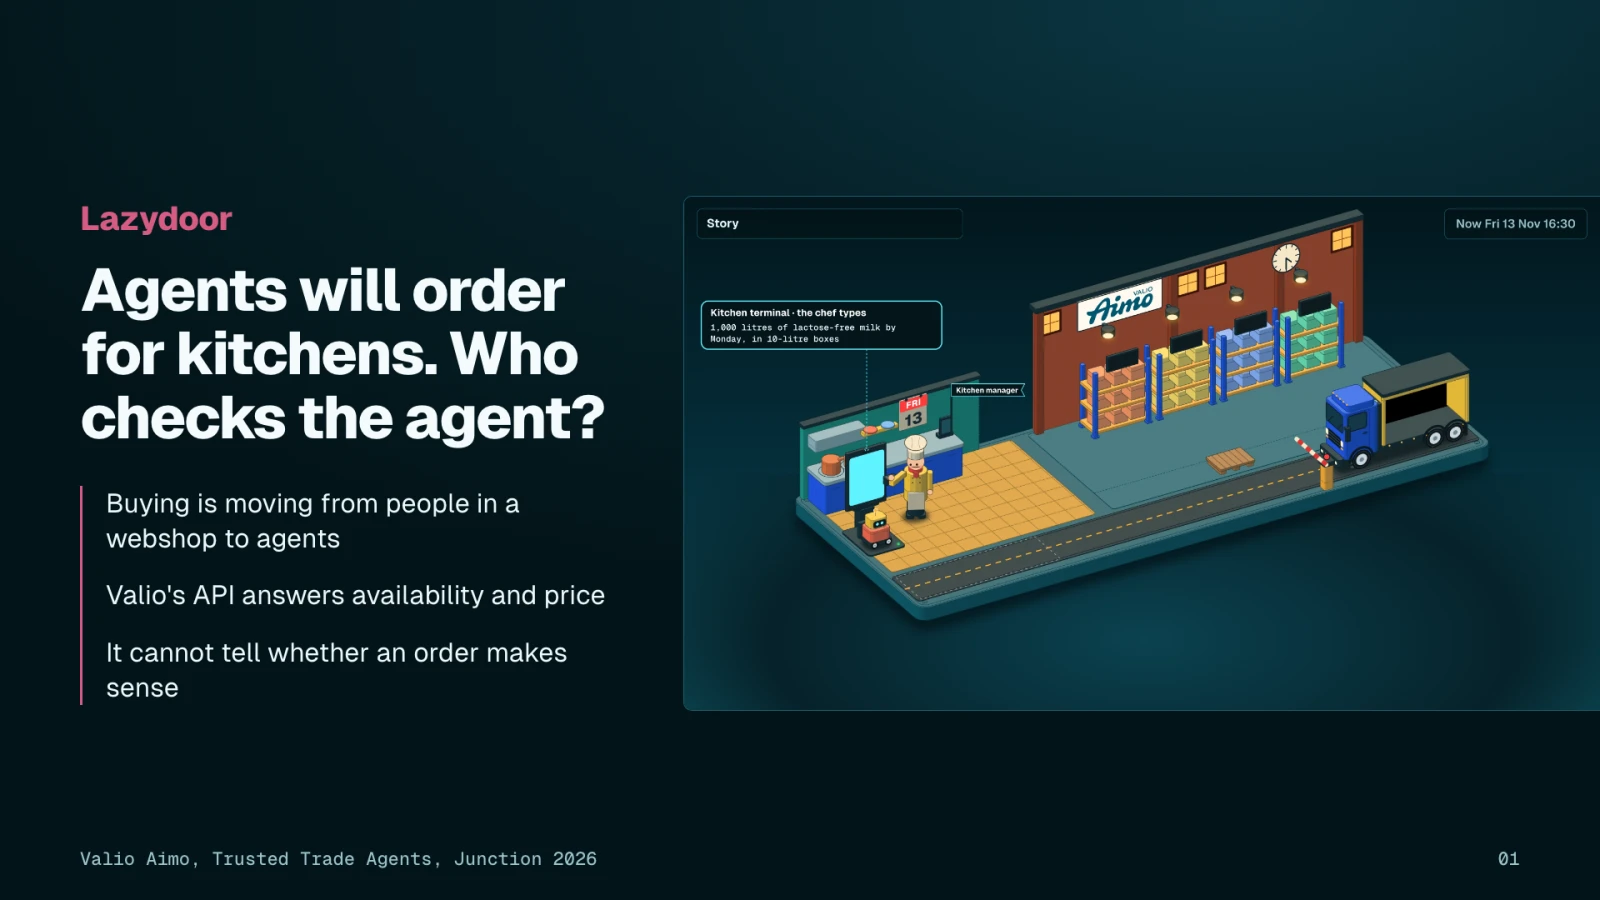 Lazydoor
Agents will order
for kitchens. Who
checks the agent?
Buying is moving from people in a
webshop to agents
Valio's API answers availability and price
It cannot tell whether an order makes
sense
Story
Now Fri 13 Nov 16:30
Kitchen terminal · the chef types
1,000 litres of lactose-free milk by
Monday, in 10-litre boxes
Kitchen manager
FRI
13
VALIO
Aimo
Valio Aimo, Trusted Trade Agents, Junction 2026
01